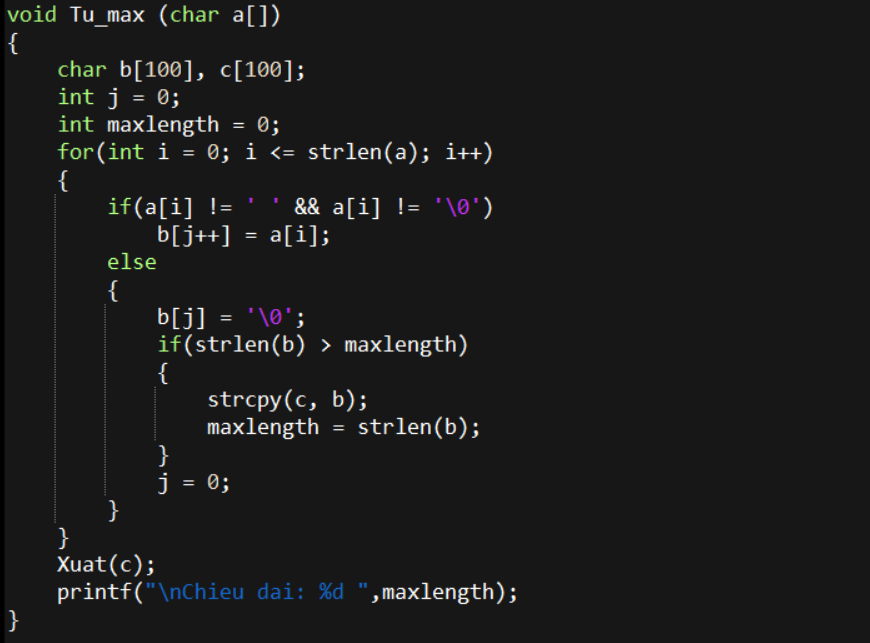 void Tu_max (char a[])
{
    char b[100], c[100];
    int j = 0;
    int maxlength = 0;
    for(int i = 0; i <= strlen(a); i++)
    {
        if(a[i] != ' ' && a[i] != '\0')
            b[j++] = a[i];
        else
        {
            b[j] = '\0';
            if(strlen(b) > maxlength)
            {
                strcpy(c, b);
                maxlength = strlen(b);
            }
            j = 0;
        }
    }
    Xuat(c);
    printf("\nChieu dai: %d ",maxlength);
}